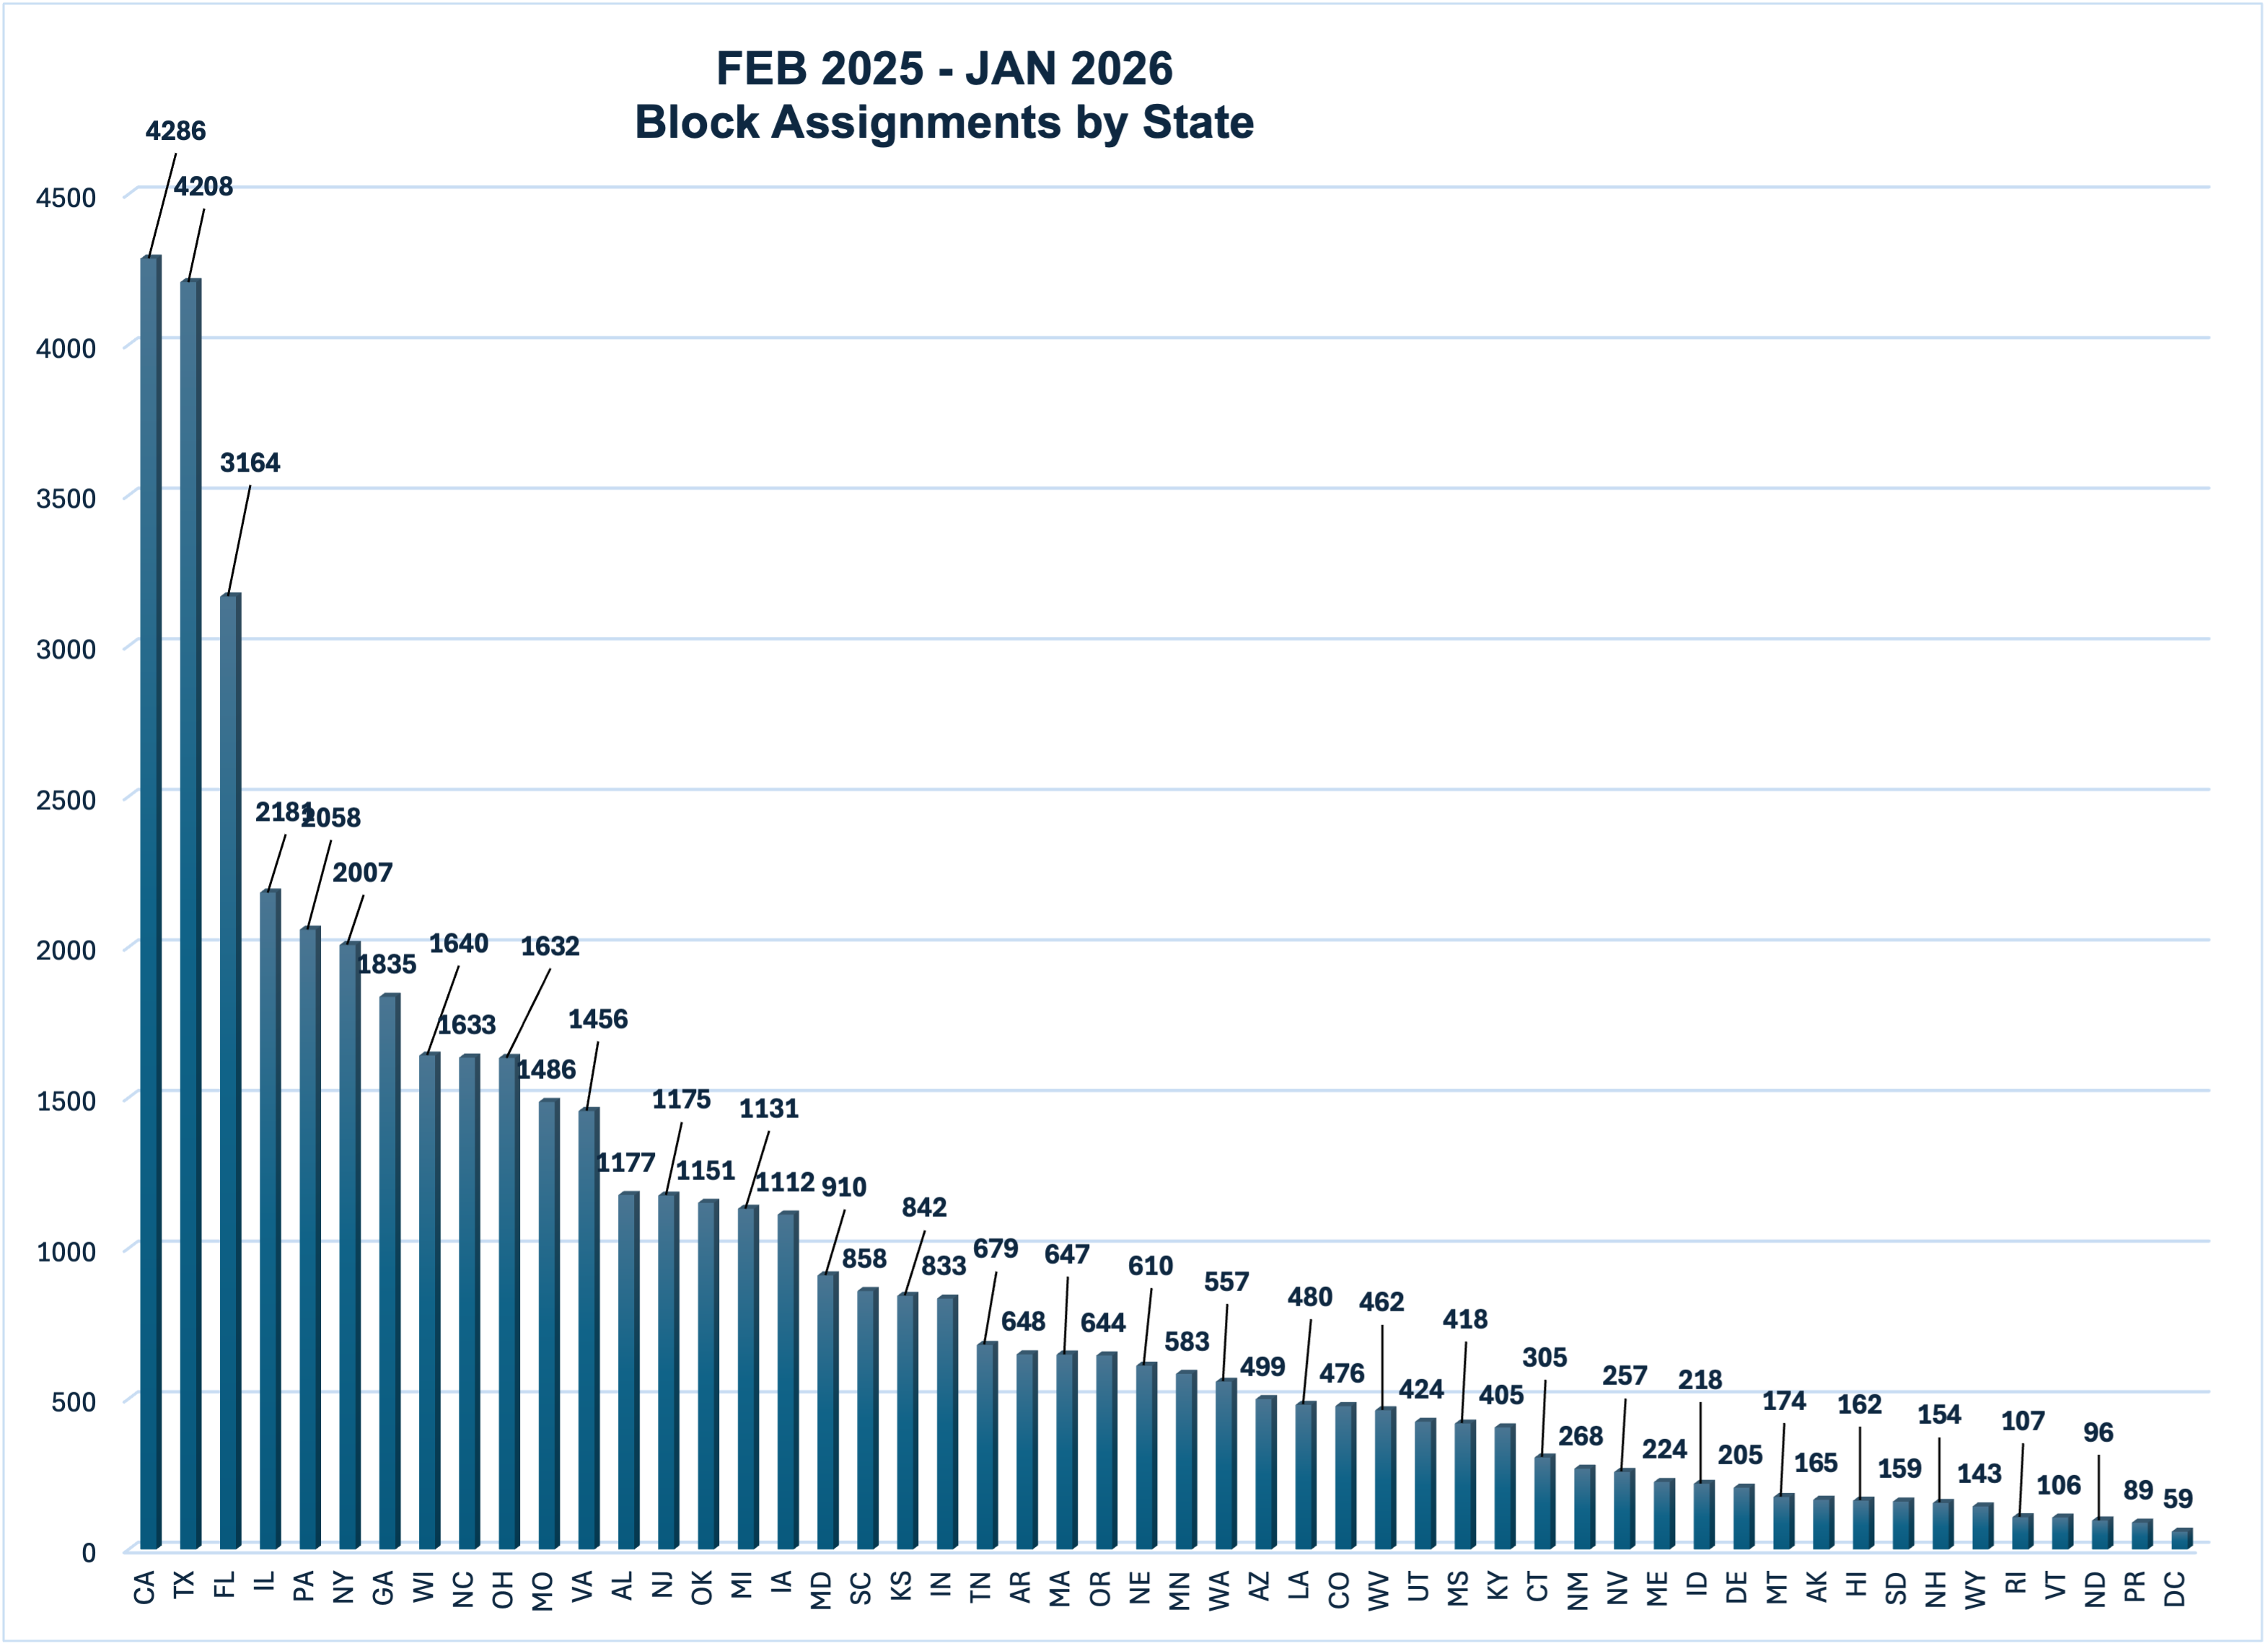 FEB 2025 - JAN 2026
Block Assignments by State
4500
4000
3500
3000
2500
2000
1500
1000
500
0
4286
4208
3164
2181
2058
2007
1835
1640
1633
1632
1486
1456
1177
1175
1151
1131
1112
910
858
842
833
679
648
647
644
610
583
557
499
480
476
462
424
418
405
305
268
257
224
218
205
174
165
162
159
154
143
107
106
96
89
59
CA
TX
FL
IL
PA
NY
GA
WI
NC
OH
MO
VA
AL
NJ
OK
MI
IA
MD
SC
KS
IN
TN
AR
MA
OR
NE
MN
WA
AZ
LA
CO
WV
UT
MS
KY
CT
NM
NV
ME
ID
DE
MT
AK
HI
SD
NH
WY
RI
VT
ND
PR
DC